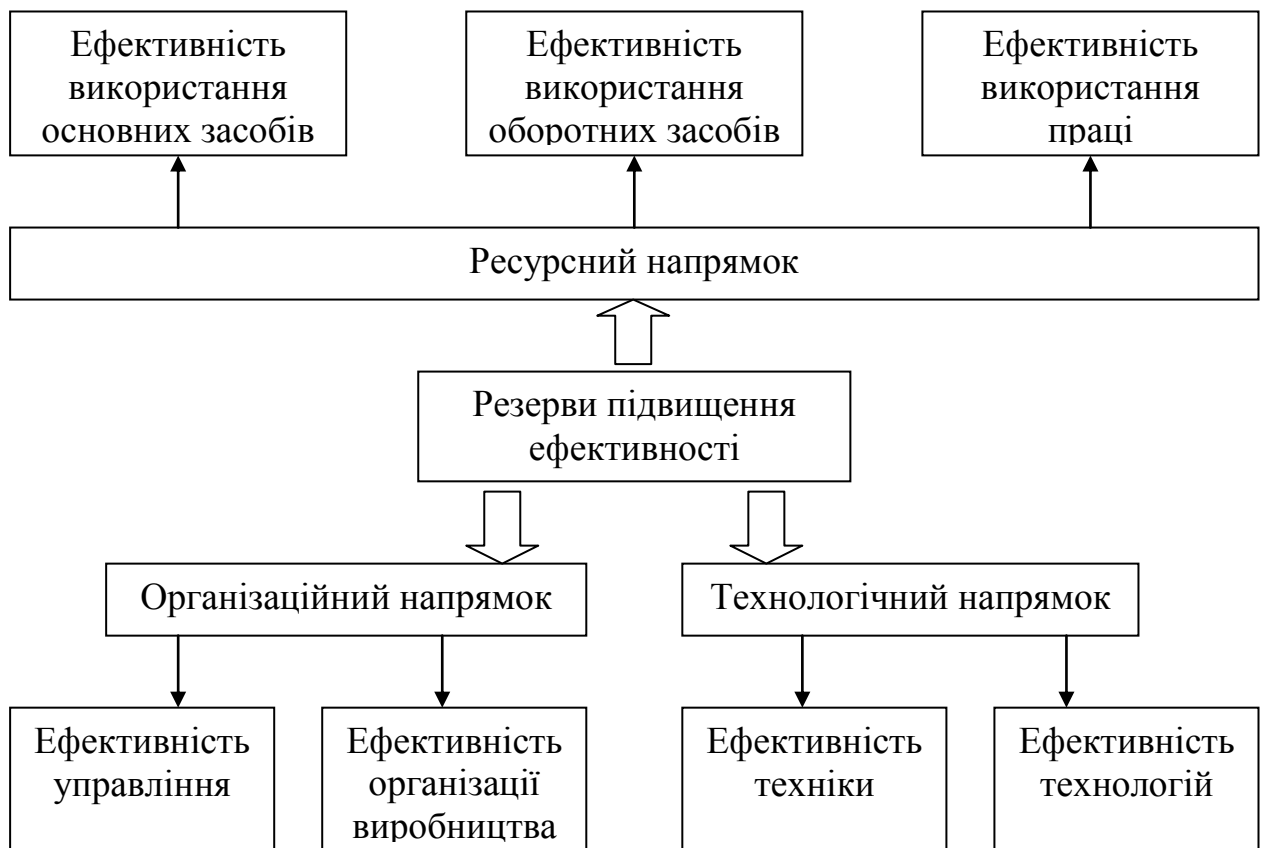 Ефективність
використання
основних засобів
Ефективність
використання
оборотних засобів
Ефективність
використання
праці
Ресурсний напрямок
Резерви підвищення
ефективності
Організаційний напрямок
Технологічний напрямок
Ефективність
управління
Ефективність
організації
виробництва
Ефективність
техніки
Ефективність
технологій